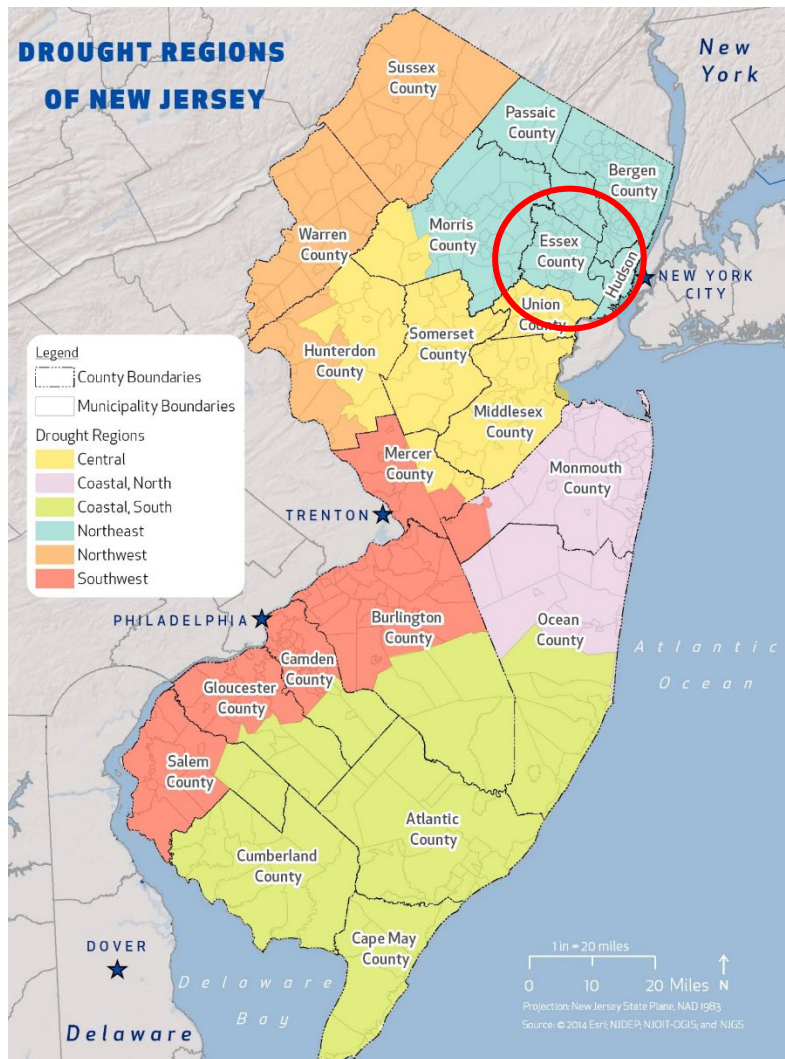 DROUGHT REGIONS
OF NEW JERSEY
New
York
Sussex
County
Passaic
County
Bergen
County
Morris
County
Essex
County
Hudson
Warren
County
NEW YORK
CITY
Union
County
Somerset
County
Hunterdon
County
Middlesex
County
Mercer
County
Monmouth
County
Legend
County Boundaries
Municipality Boundaries
Drought Regions
Central
Coastal, North
Coastal, South
Northeast
Northwest
Southwest
TRENTON
PHILADELPHIA
Burlington
County
Ocean
County
Camden
County
Gloucester
County
Atlantic
Ocean
Salem
County
Atlantic
County
Cumberland
County
Cape May
County
DOVER
Delaware
Bay
Delaware
1 in = 20 miles
0 10 20 Miles
N
Projection: New Jersey State Plane, NAD 1983
Source: © 2014 Esri; NJDEP; NJOIT-OGIS; and NJGS